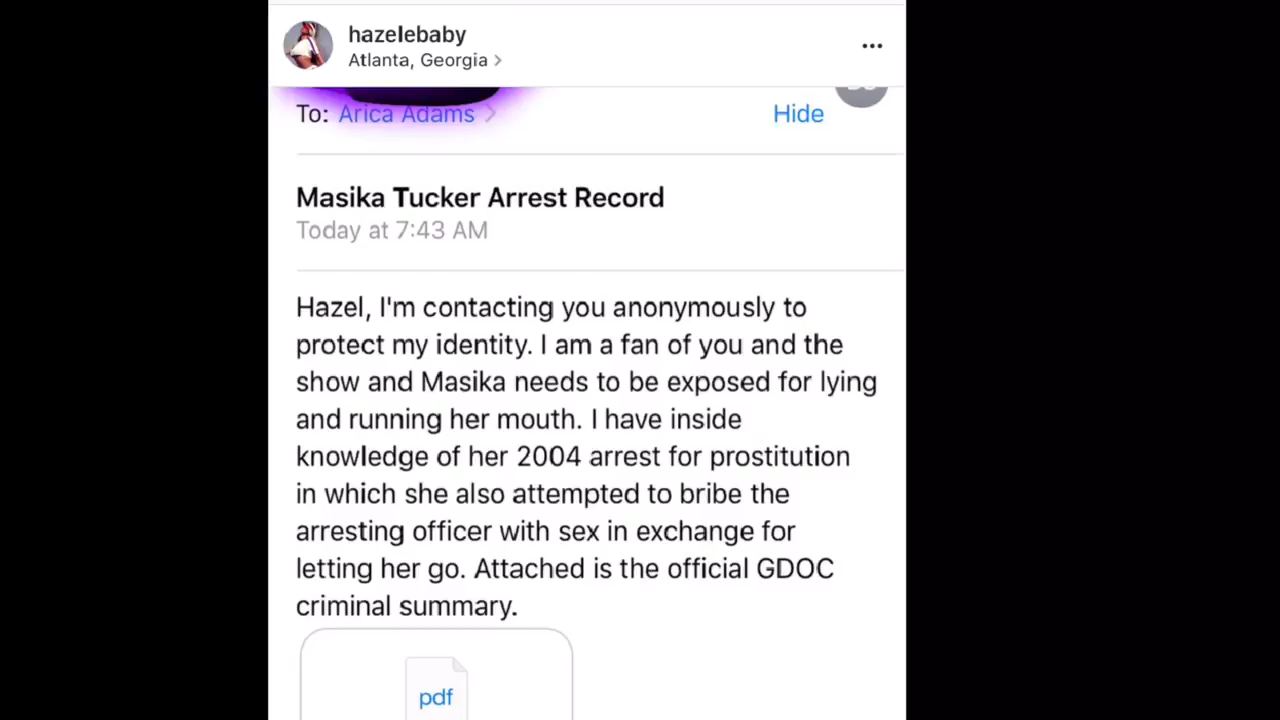 hazelebaby
Atlanta, Georgia >
To: Arica Adams >
Hide
Masika Tucker Arrest Record
Today at 7:43 AM
Hazel, I'm contacting you anonymously to
protect my identity. I am a fan of you and the
show and Masika needs to be exposed for lying
and running her mouth. I have inside
knowledge of her 2004 arrest for prostitution
in which she also attempted to bribe the
arresting officer with sex in exchange for
letting her go. Attached is the official GDOC
criminal summary.
pdf